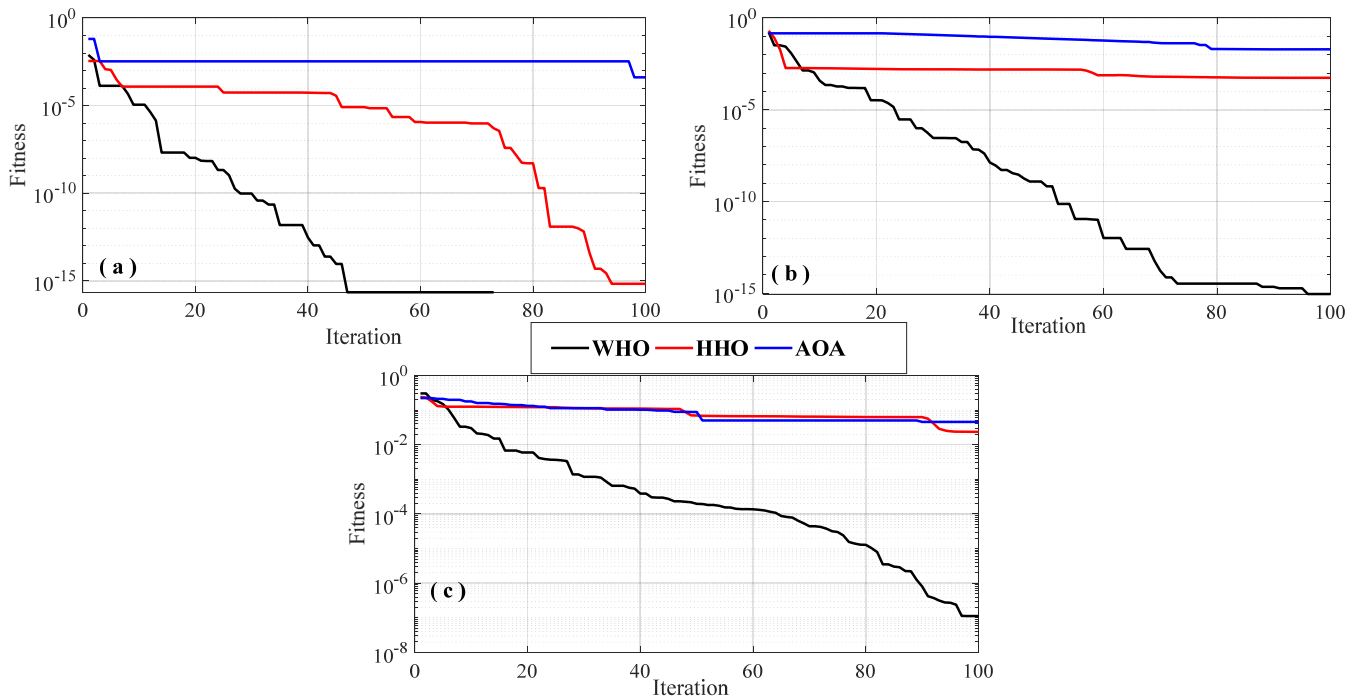 10^0
10^-5
10^-10
10^-15
Fitness
( a )
0 20 40 60 80 100
Iteration
10^0
10^-5
10^-10
10^-15
Fitness
( b )
0 20 40 60 80 100
Iteration
WHO HHO AOA
10^0
10^-2
10^-4
10^-6
10^-8
Fitness
( c )
0 20 40 60 80 100
Iteration